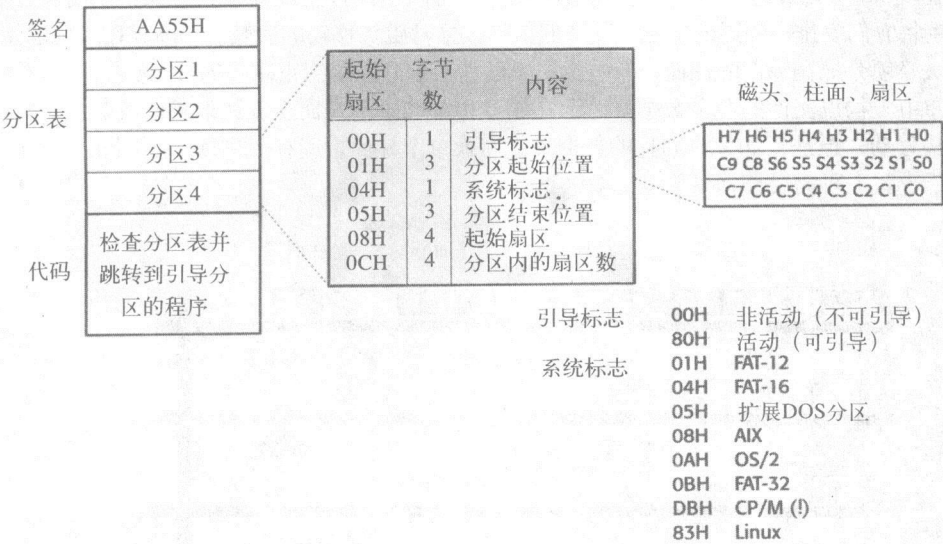 签名
AA55H
分区表
分区1
分区2
分区3
分区4
代码
检查分区表并
跳转到引导分
区的程序
起始扇区 字节数 内容
00H 1 引导标志
01H 3 分区起始位置
04H 1 系统标志
05H 3 分区结束位置
08H 4 起始扇区
0CH 4 分区内的扇区数
磁头、柱面、扇区
H7 H6 H5 H4 H3 H2 H1 H0
C9 C8 S6 S5 S4 S3 S2 S1 S0
C7 C6 C5 C4 C3 C2 C1 C0
引导标志 00H 非活动（不可引导）
80H 活动（可引导）
系统标志 01H FAT-12
04H FAT-16
05H 扩展DOS分区
08H AIX
0AH OS/2
0BH FAT-32
DBH CP/M (!)
83H Linux